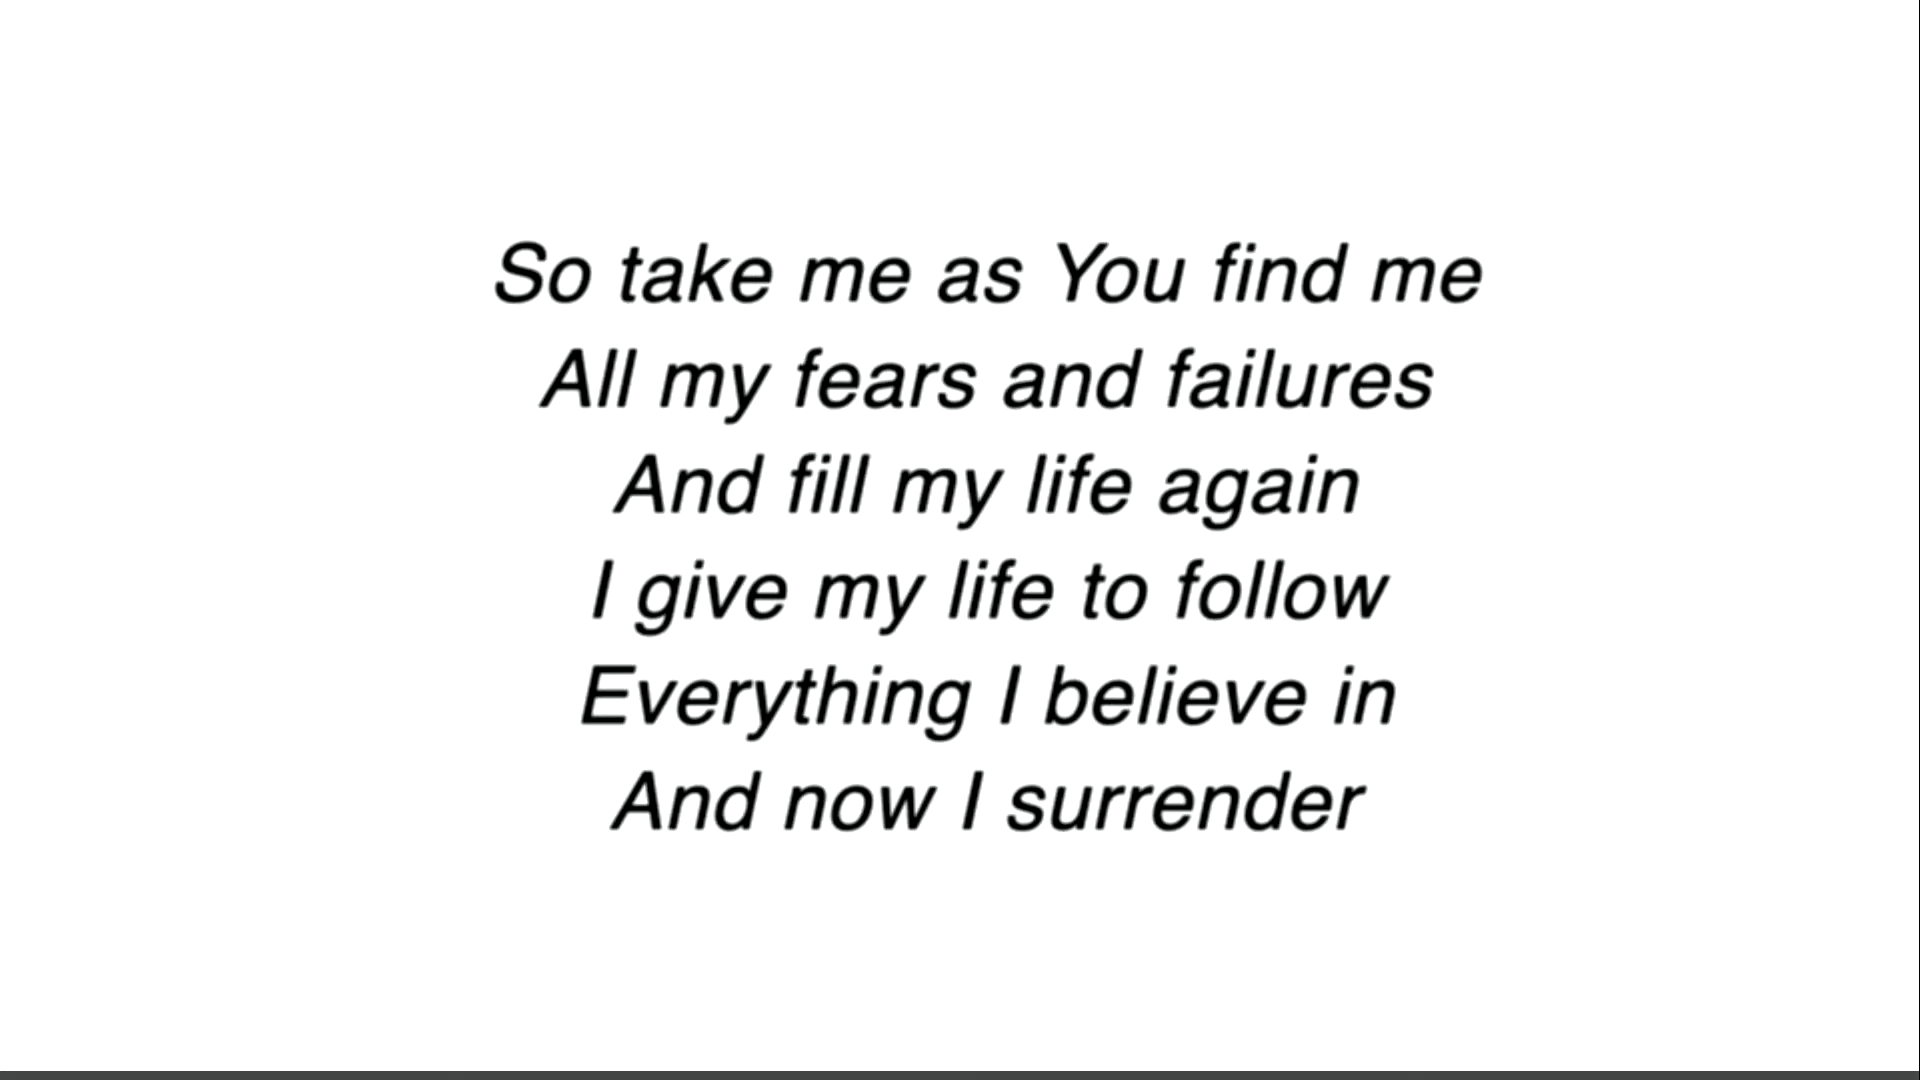 So take me as You find me
All my fears and failures
And fill my life again
I give my life to follow
Everything I believe in
And now I surrender